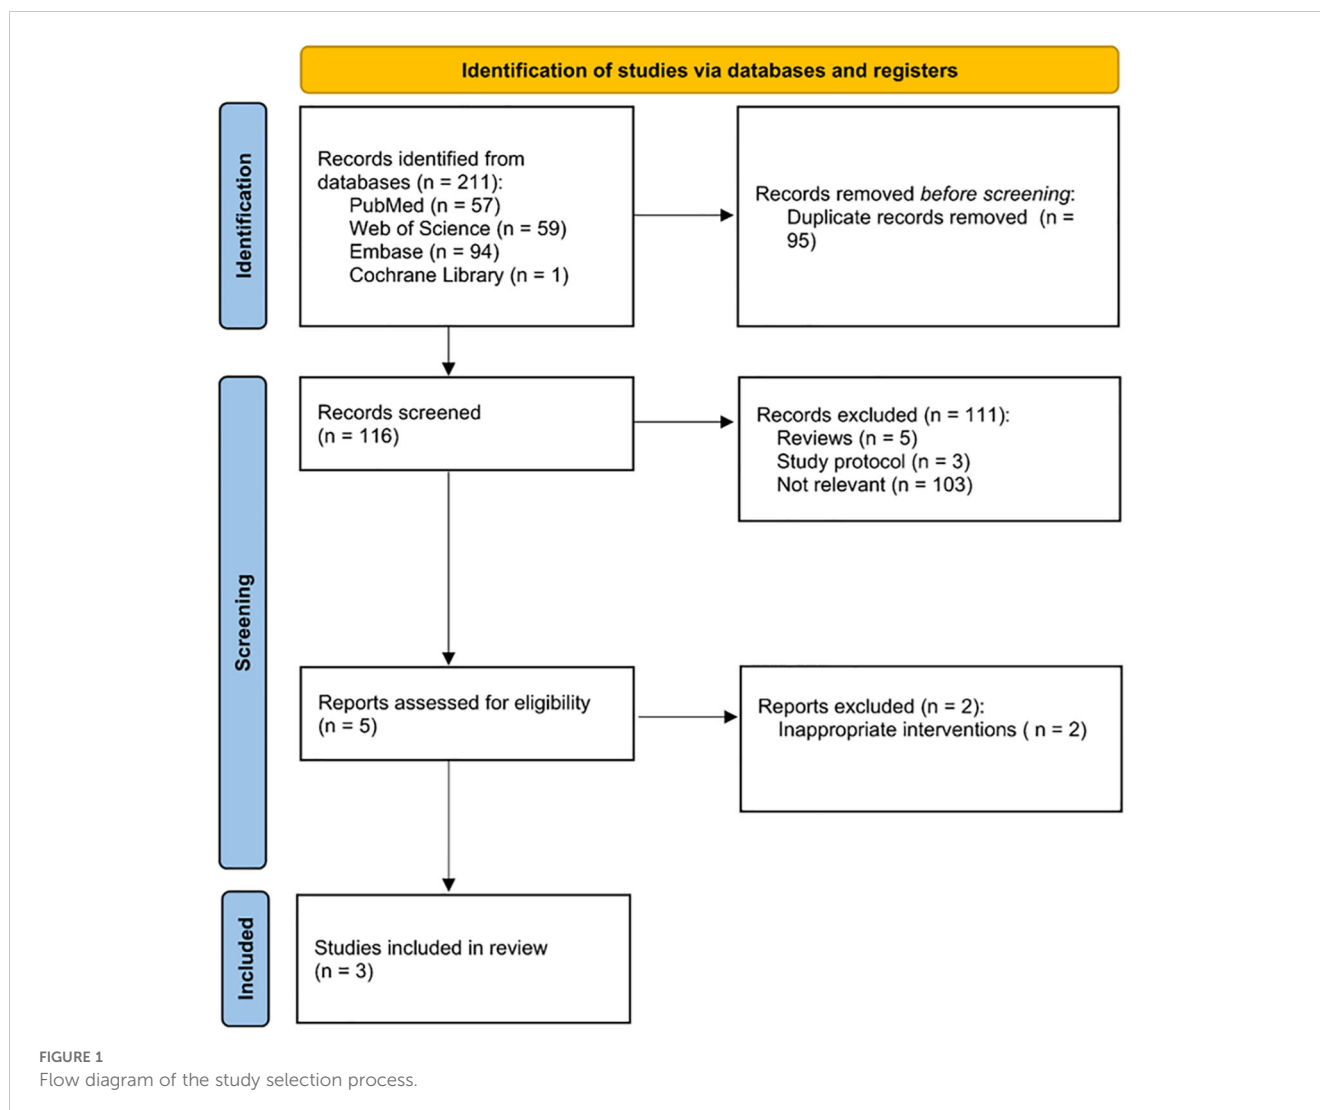 Identification of studies via databases and registers
Identification
Records identified from
databases (n = 211):
PubMed (n = 57)
Web of Science (n = 59)
Embase (n = 94)
Cochrane Library (n = 1)
Records removed before screening:
Duplicate records removed (n =
95)
Screening
Records screened
(n = 116)
Records excluded (n = 111):
Reviews (n = 5)
Study protocol (n = 3)
Not relevant (n = 103)
Reports assessed for eligibility
(n = 5)
Reports excluded (n = 2):
Inappropriate interventions ( n = 2)
Included
Studies included in review
(n = 3)
FIGURE 1
Flow diagram of the study selection process.